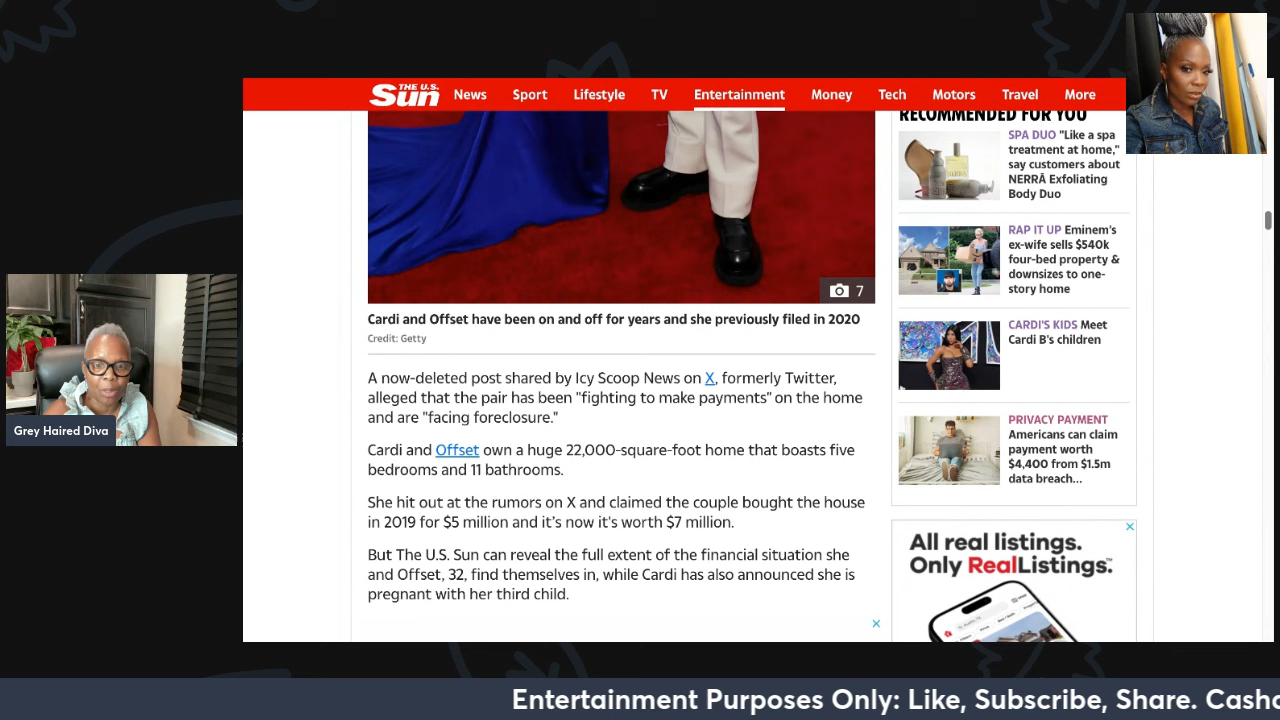 THE U.S. Sun
News Sport Lifestyle TV Entertainment Money Tech Motors Travel More
7
Cardi and Offset have been on and off for years and she previously filed in 2020
Credit: Getty
A now-deleted post shared by Icy Scoop News on X, formerly Twitter,
alleged that the pair has been "fighting to make payments" on the home
and are "facing foreclosure."
Cardi and Offset own a huge 22,000-square-foot home that boasts five
bedrooms and 11 bathrooms.
She hit out at the rumors on X and claimed the couple bought the house
in 2019 for $5 million and it’s now it's worth $7 million.
But The U.S. Sun can reveal the full extent of the financial situation she
and Offset, 32, find themselves in, while Cardi has also announced she is
pregnant with her third child.
RECOMMENDED FOR YOU
SPA DUO "Like a spa
treatment at home,"
say customers about
NERRĀ Exfoliating
Body Duo
RAP IT UP Eminem’s
ex-wife sells $540k
four-bed property &
downsizes to one-
story home
CARDI'S KIDS Meet
Cardi B's children
PRIVACY PAYMENT
Americans can claim
payment worth
$4,400 from $1.5m
data breach...
All real listings.
Only RealListings.™
Grey Haired Diva
Entertainment Purposes Only: Like, Subscribe, Share. Casha